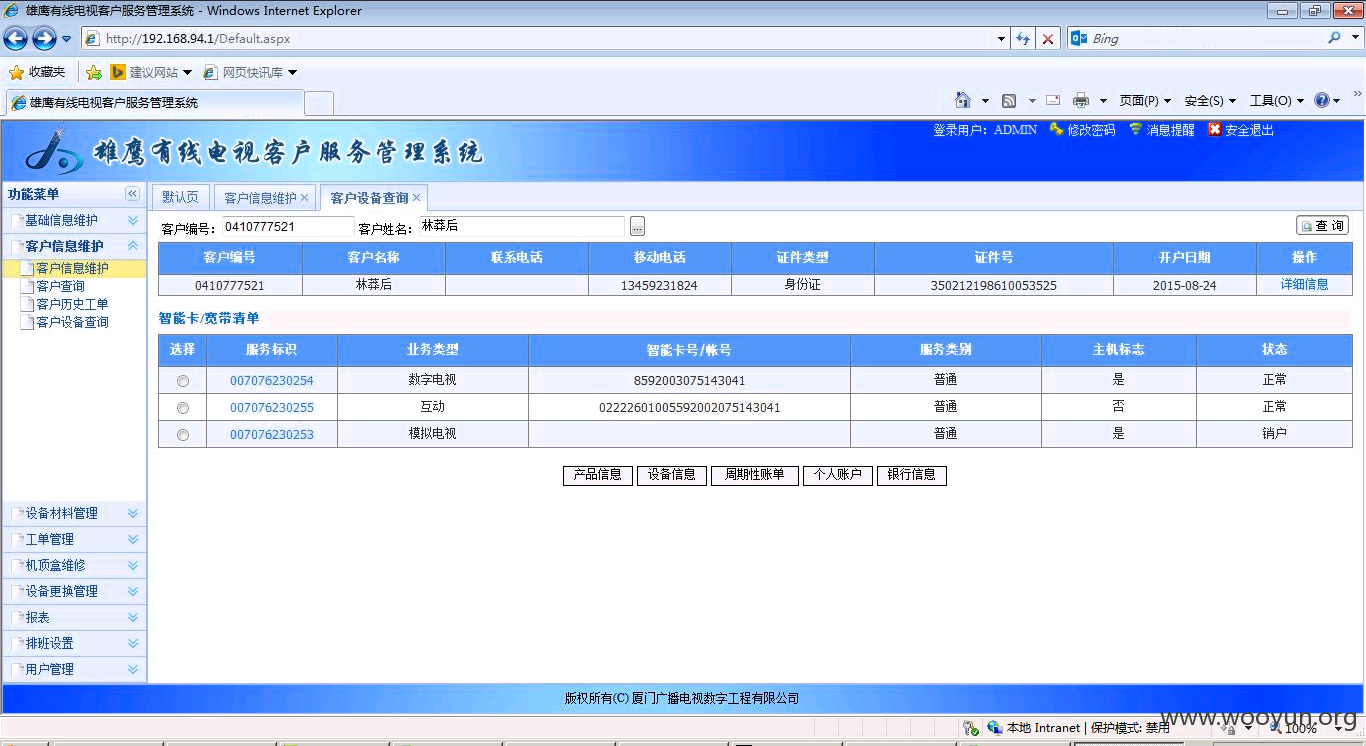 雄鹰有线电视客户服务管理系统 - Windows Internet Explorer
http://192.168.94.1/Default.aspx
Bing
收藏夹 建议网站 网页快讯库
雄鹰有线电视客户服务管理系统
页面(P) 安全(S) 工具(O)
登录用户: ADMIN 修改密码 消息提醒 安全退出
雄鹰有线电视客户服务管理系统
功能菜单
默认页 客户信息维护 客户设备查询
基础信息维护
客户信息维护
客户信息维护
客户查询
客户历史工单
客户设备查询
设备材料管理
工单管理
机顶盒维修
设备更换管理
报表
排班设置
用户管理
客户编号: 0410777521 客户姓名: 林莽后 ... 查 询
客户编号 客户名称 联系电话 移动电话 证件类型 证件号 开户日期 操作
0410777521 林莽后 13459231824 身份证 350212198610053525 2015-08-24 详细信息
智能卡/宽带清单
选择 服务标识 业务类型 智能卡号/帐号 服务类别 主机标志 状态
007076230254 数字电视 8592003075143041 普通 是 正常
007076230255 互动 02222601005592002075143041 普通 否 正常
007076230253 模拟电视 普通 是 销户
产品信息 设备信息 周期性账单 个人账户 银行信息
版权所有(C) 厦门广播电视数字工程有限公司
本地 Intranet | 保护模式: 禁用
100%
www.wooyun.org